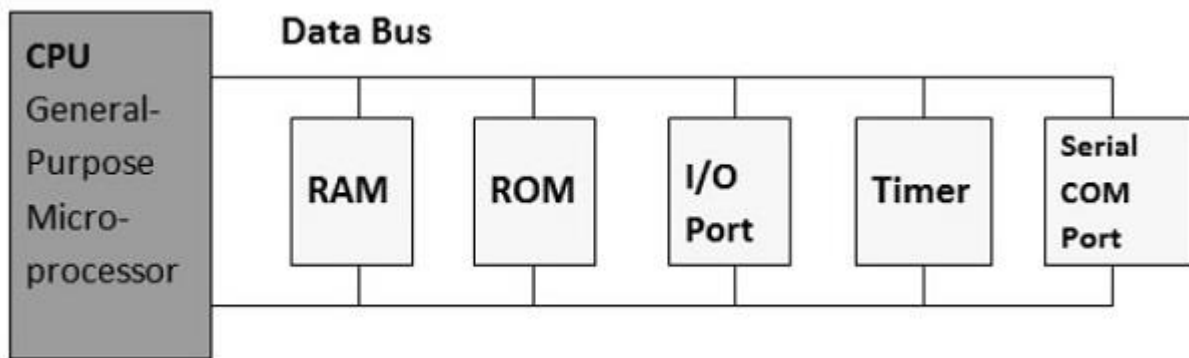 Data Bus
CPU
General-
Purpose
Micro-
processor
RAM
ROM
I/O
Port
Timer
Serial
COM
Port